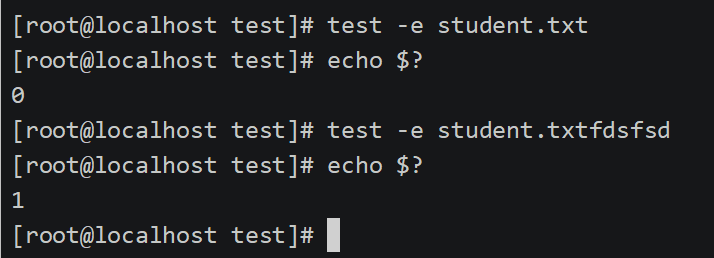 [root@localhost test]# test -e student.txt
[root@localhost test]# echo $?
0
[root@localhost test]# test -e student.txtfdsfsd
[root@localhost test]# echo $?
1
[root@localhost test]#